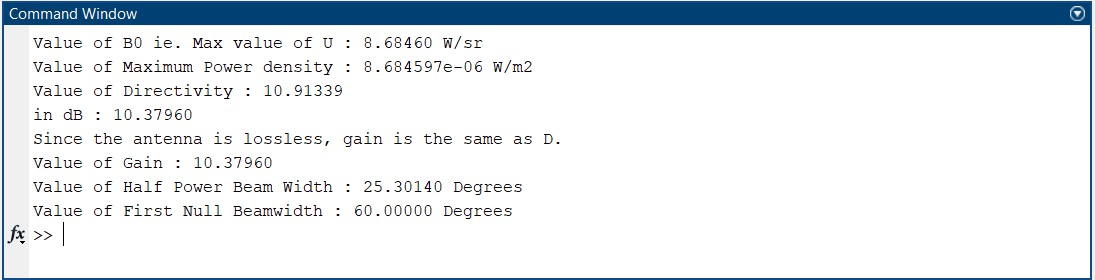 Command Window
Value of B0 ie. Max value of U : 8.68460 W/sr
Value of Maximum Power density : 8.684597e-06 W/m2
Value of Directivity : 10.91339
in dB : 10.37960
Since the antenna is lossless, gain is the same as D.
Value of Gain : 10.37960
Value of Half Power Beam Width : 25.30140 Degrees
Value of First Null Beamwidth : 60.00000 Degrees
fx >>